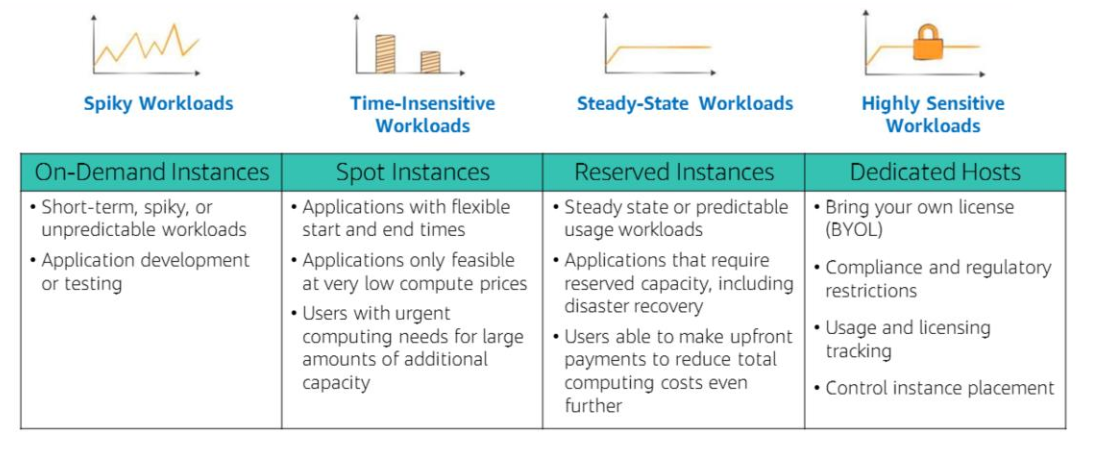 Spiky Workloads
Time-Insensitive
Workloads
Steady-State Workloads
Highly Sensitive
Workloads
On-Demand Instances
• Short-term, spiky, or
unpredictable workloads
• Application development
or testing
Spot Instances
• Applications with flexible
start and end times
• Applications only feasible
at very low compute prices
• Users with urgent
computing needs for large
amounts of additional
capacity
Reserved Instances
• Steady state or predictable
usage workloads
• Applications that require
reserved capacity, including
disaster recovery
• Users able to make upfront
payments to reduce total
computing costs even
further
Dedicated Hosts
• Bring your own license
(BYOL)
• Compliance and regulatory
restrictions
• Usage and licensing
tracking
• Control instance placement